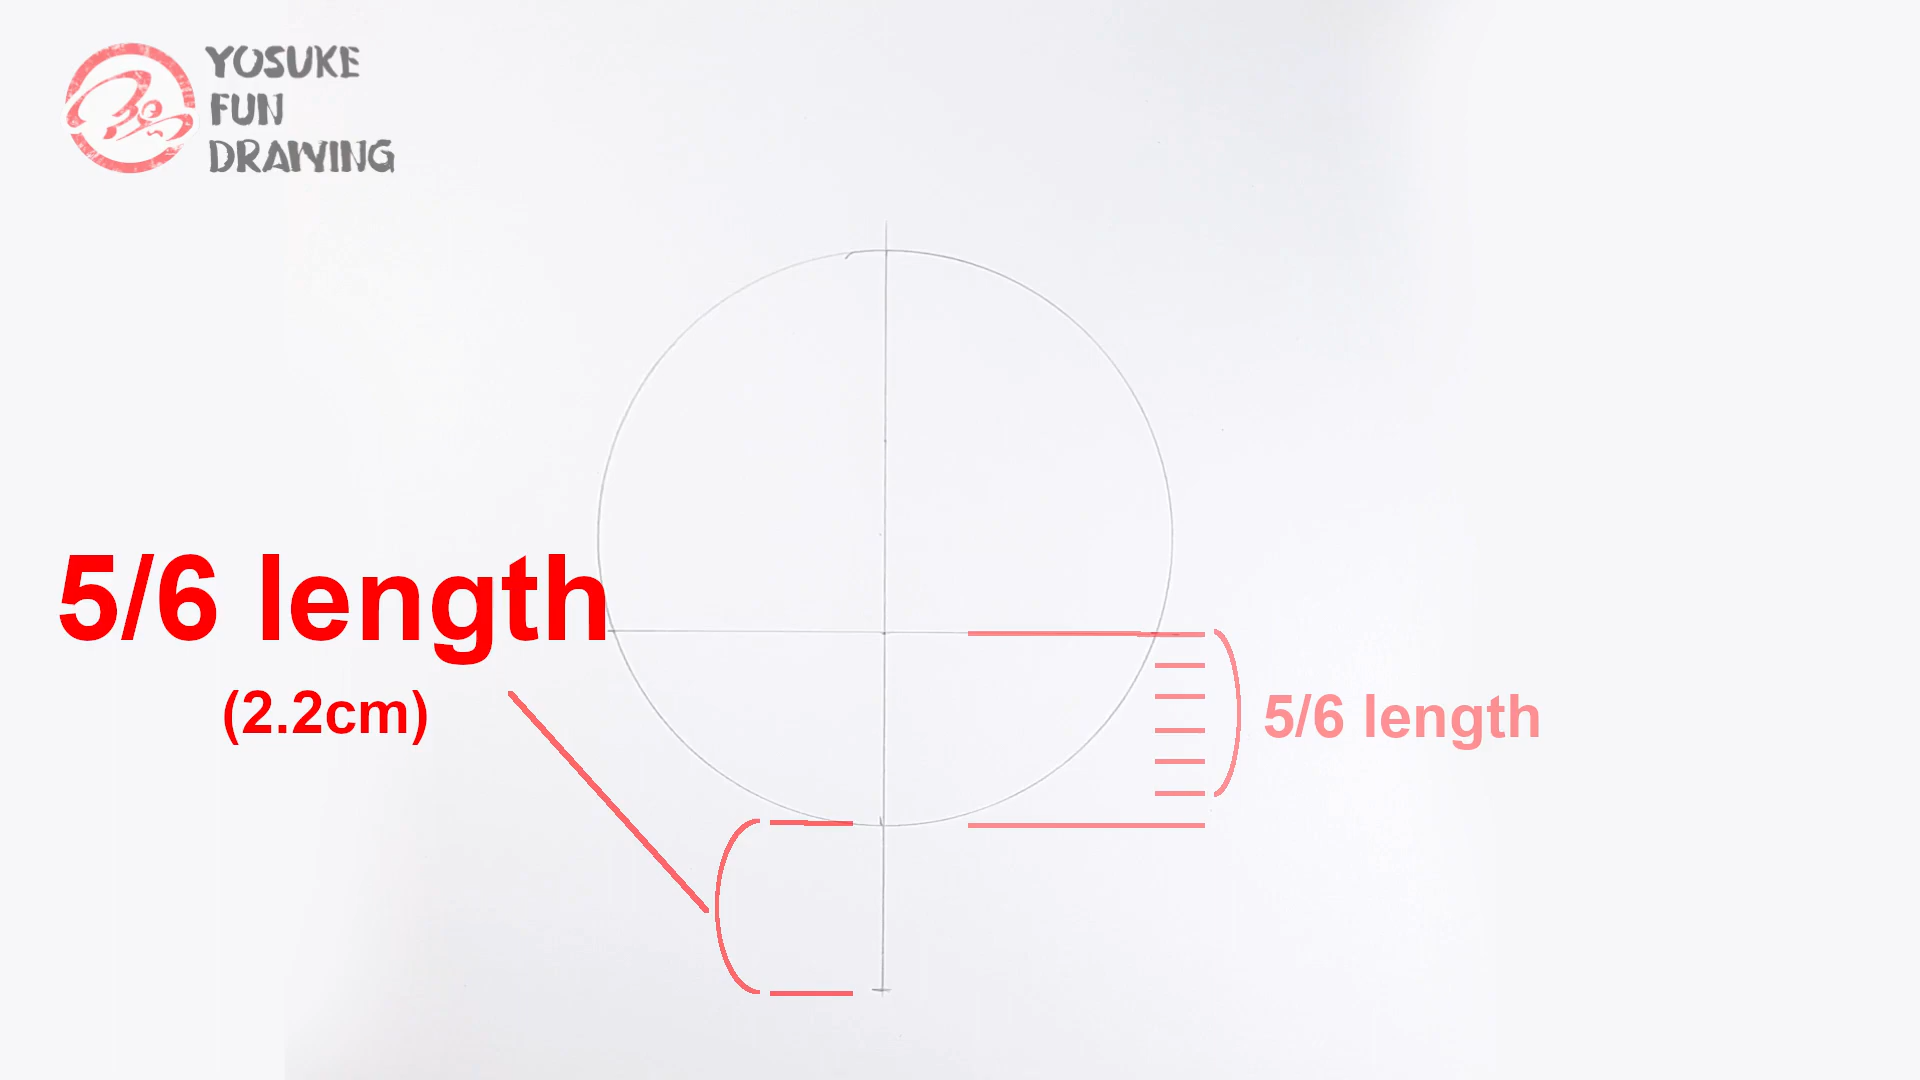 YOSUKE
FUN
DRAWING
5/6 length
(2.2cm)
5/6 length